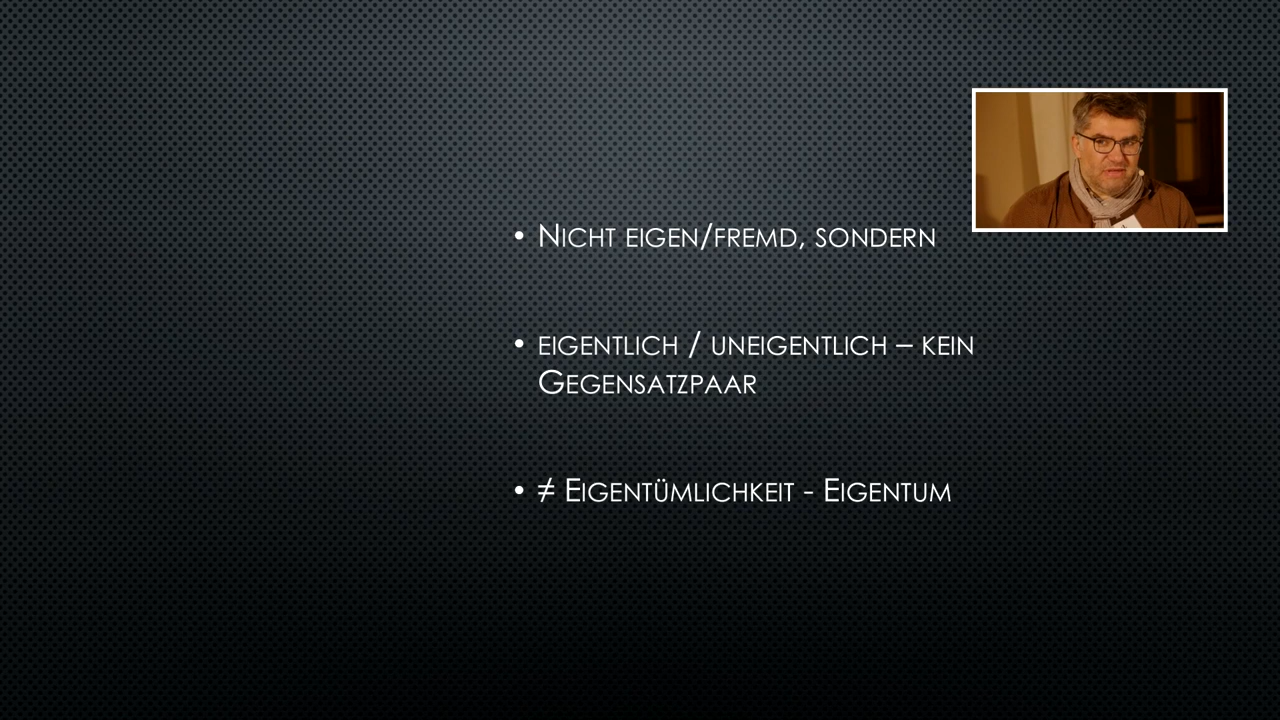 • Nicht eigen/fremd, sondern
• eigentlich / uneigentlich – kein
Gegensatzpaar
• ≠ Eigentümlichkeit - Eigentum